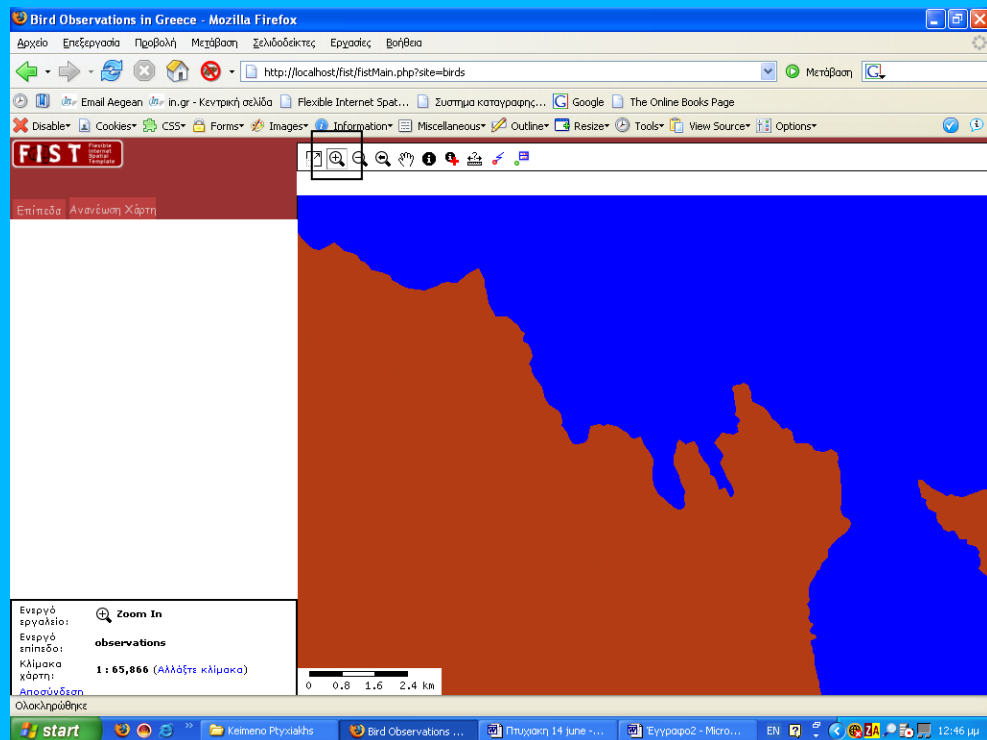 Bird Observations in Greece - Mozilla Firefox
Αρχείο Επεξεργασία Προβολή Μετάβαση Σελιδοδείκτες Εργασίες Βοήθεια
http://localhost/fist/fistMain.php?site=birds Μετάβαση
Email Aegean in.gr - Κεντρική σελίδα Flexible Internet Spat... Συστημα καταγραφης... Google The Online Books Page
Disable Cookies CSS Forms Images Information Miscellaneous Outline Resize Tools View Source Options
FIST Flexible Internet Spatial Template
Επίπεδα Ανανέωση Χάρτη
Ενεργό εργαλείο: Zoom In
Ενεργό επίπεδο: observations
Κλίμακα χάρτη: 1 : 65,866 (Αλλάξτε κλίμακα)
Αποσύνδεση
0 0.8 1.6 2.4 km
Ολοκληρώθηκε
start Keimeno Ptyxiakhs Bird Observations ... Πτυχιακη 14 june -... Έγγραφο2 - Micro... EN 12:46 μμ